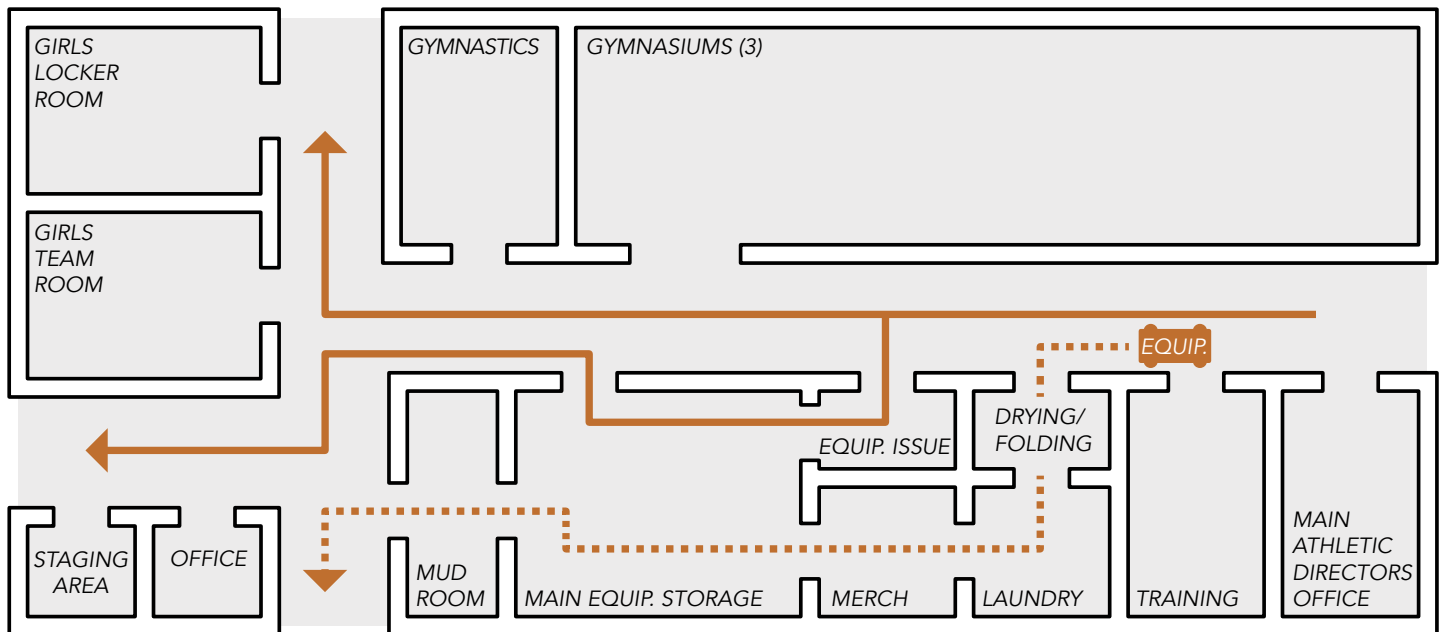 GIRLS
LOCKER
ROOM
GYMNASTICS
GYMNASIUMS (3)
GIRLS
TEAM
ROOM
EQUIP.
DRYING/
FOLDING
EQUIP. ISSUE
STAGING
AREA
OFFICE
MUD
ROOM
MAIN EQUIP. STORAGE
MERCH
LAUNDRY
TRAINING
MAIN
ATHLETIC
DIRECTORS
OFFICE